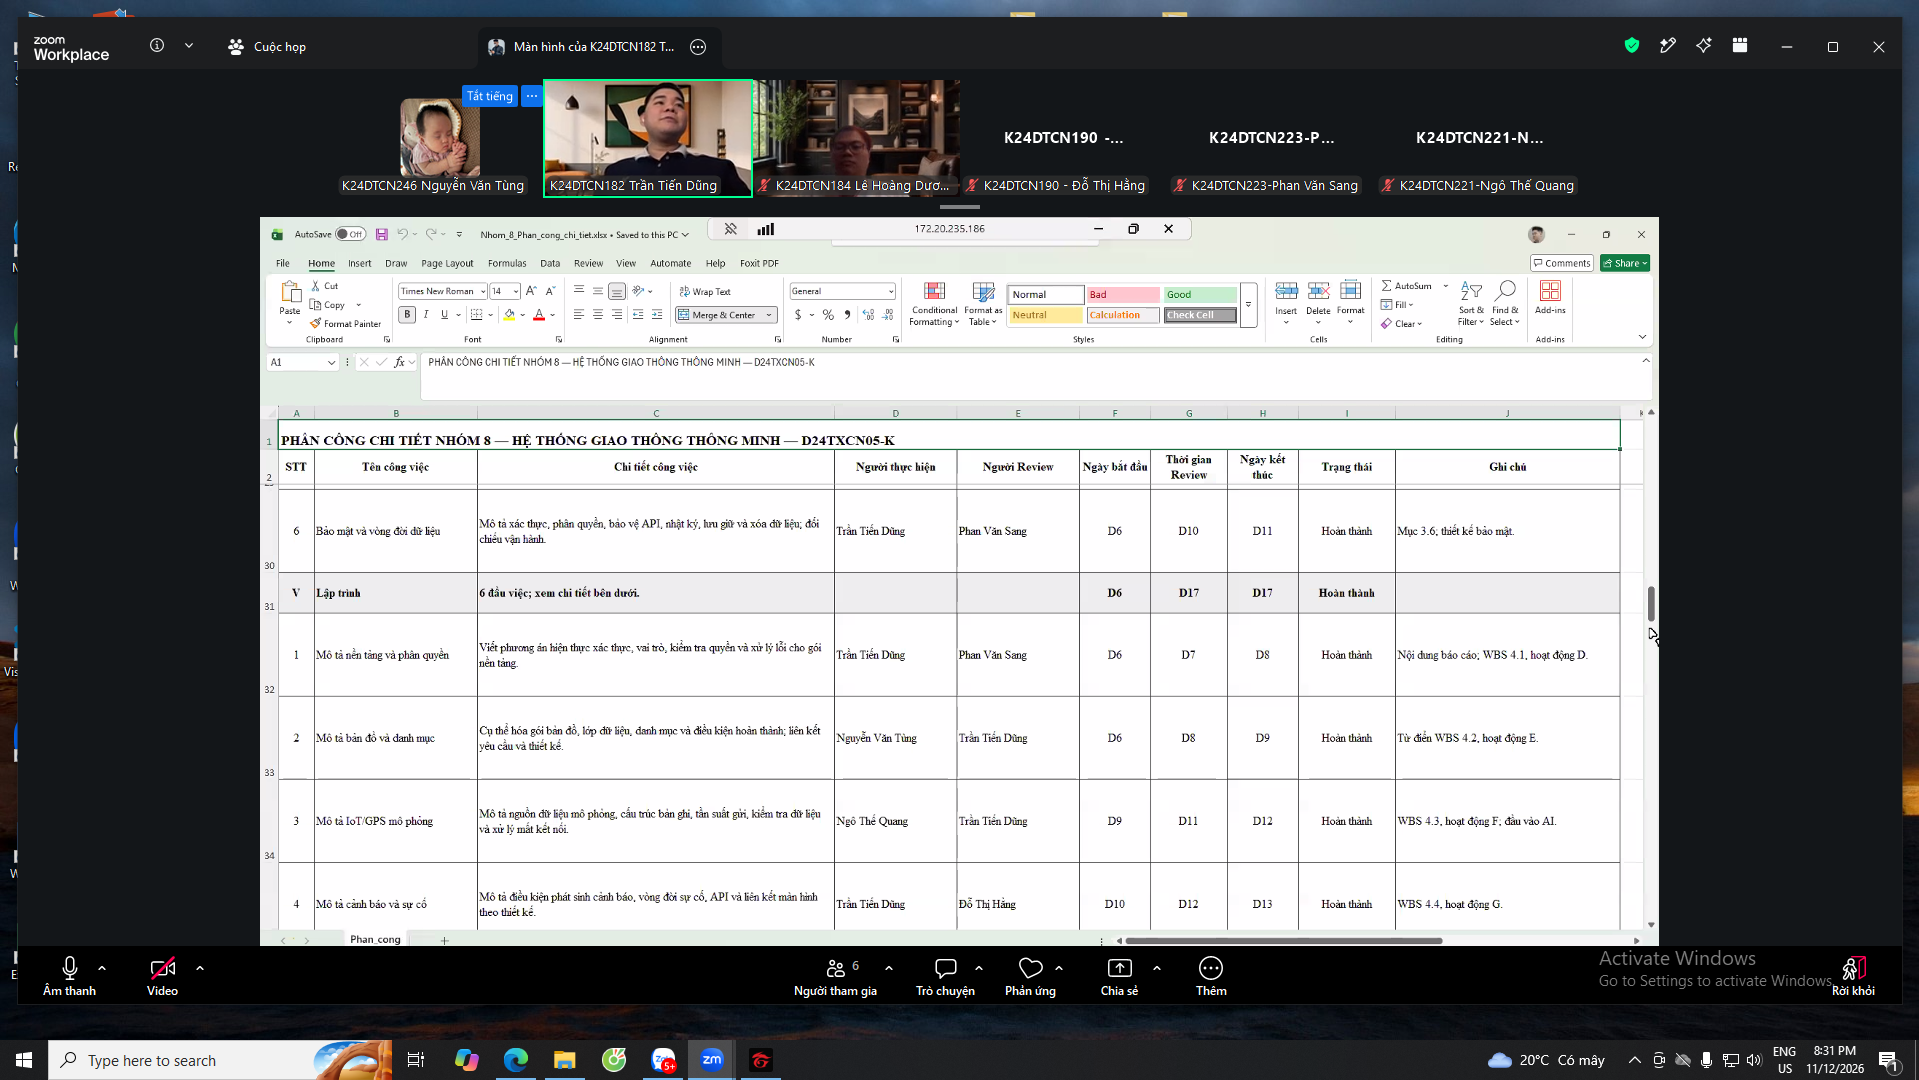 zoom
Workplace
Cuộc họp
Màn hình của K24DTCN182 T...
Tắt tiếng
K24DTCN190 -...
K24DTCN223-P...
K24DTCN221-N...
K24DTCN246 Nguyễn Văn Tùng
K24DTCN182 Trần Tiến Dũng
K24DTCN184 Lê Hoàng Dươ...
K24DTCN190 - Đỗ Thị Hằng
K24DTCN223-Phan Văn Sang
K24DTCN221-Ngô Thế Quang
AutoSave Off
Nhom_8_Phan_cong_chi_tiet.xlsx • Saved to this PC
172.20.235.186
File Home Insert Draw Page Layout Formulas Data Review View Automate Help Foxit PDF
Comments Share
Paste Cut Copy Format Painter
Times New Roman 14
B I U
Wrap Text
Merge & Center
General
Conditional Formatting
Format as Table
Normal Bad Good
Neutral Calculation Check Cell
Insert Delete Format
AutoSum Fill Clear
Sort & Filter
Find & Select
Add-ins
Clipboard Font Alignment Number Styles Cells Editing Add-ins
A1 fx PHÂN CÔNG CHI TIẾT NHÓM 8 — HỆ THỐNG GIAO THÔNG THÔNG MINH — D24TXCN05-K
A B C D E F G H I J K
1 PHÂN CÔNG CHI TIẾT NHÓM 8 — HỆ THỐNG GIAO THÔNG THÔNG MINH — D24TXCN05-K
2 STT Tên công việc Chi tiết công việc Người thực hiện Người Review Ngày bắt đầu Thời gian Review Ngày kết thúc Trạng thái Ghi chú
30 6 Bảo mật và vòng đời dữ liệu Mô tả xác thực, phân quyền, bảo vệ API, nhật ký, lưu giữ và xóa dữ liệu; đối chiếu vận hành. Trần Tiến Dũng Phan Văn Sang D6 D10 D11 Hoàn thành Mục 3.6; thiết kế bảo mật.
31 V Lập trình 6 đầu việc; xem chi tiết bên dưới. D6 D17 D17 Hoàn thành
32 1 Mô tả nền tảng và phân quyền Viết phương án hiện thực xác thực, vai trò, kiểm tra quyền và xử lý lỗi cho gói nền tảng. Trần Tiến Dũng Phan Văn Sang D6 D7 D8 Hoàn thành Nội dung báo cáo; WBS 4.1, hoạt động D.
33 2 Mô tả bản đồ và danh mục Cụ thể hóa gói bản đồ, lớp dữ liệu, danh mục và điều kiện hoàn thành; liên kết yêu cầu và thiết kế. Nguyễn Văn Tùng Trần Tiến Dũng D6 D8 D9 Hoàn thành Từ điển WBS 4.2, hoạt động E.
34 3 Mô tả IoT/GPS mô phỏng Mô tả nguồn dữ liệu mô phỏng, cấu trúc bản ghi, tần suất gửi, kiểm tra dữ liệu và xử lý mất kết nối. Ngô Thế Quang Trần Tiến Dũng D9 D11 D12 Hoàn thành WBS 4.3, hoạt động F; đầu vào AI.
4 Mô tả cảnh báo và sự cố Mô tả điều kiện phát sinh cảnh báo, vòng đời sự cố, API và liên kết màn hình theo thiết kế. Trần Tiến Dũng Đỗ Thị Hằng D10 D12 D13 Hoàn thành WBS 4.4, hoạt động G.
Phan_cong
Âm thanh
Video
6
Người tham gia
Trò chuyện
Phản ứng
Chia sẻ
Thêm
Rời khỏi
Activate Windows
Go to Settings to activate Windows.
Type here to search
5+
zm
20°C Có mây
ENG
US
8:31 PM
11/12/2026
1